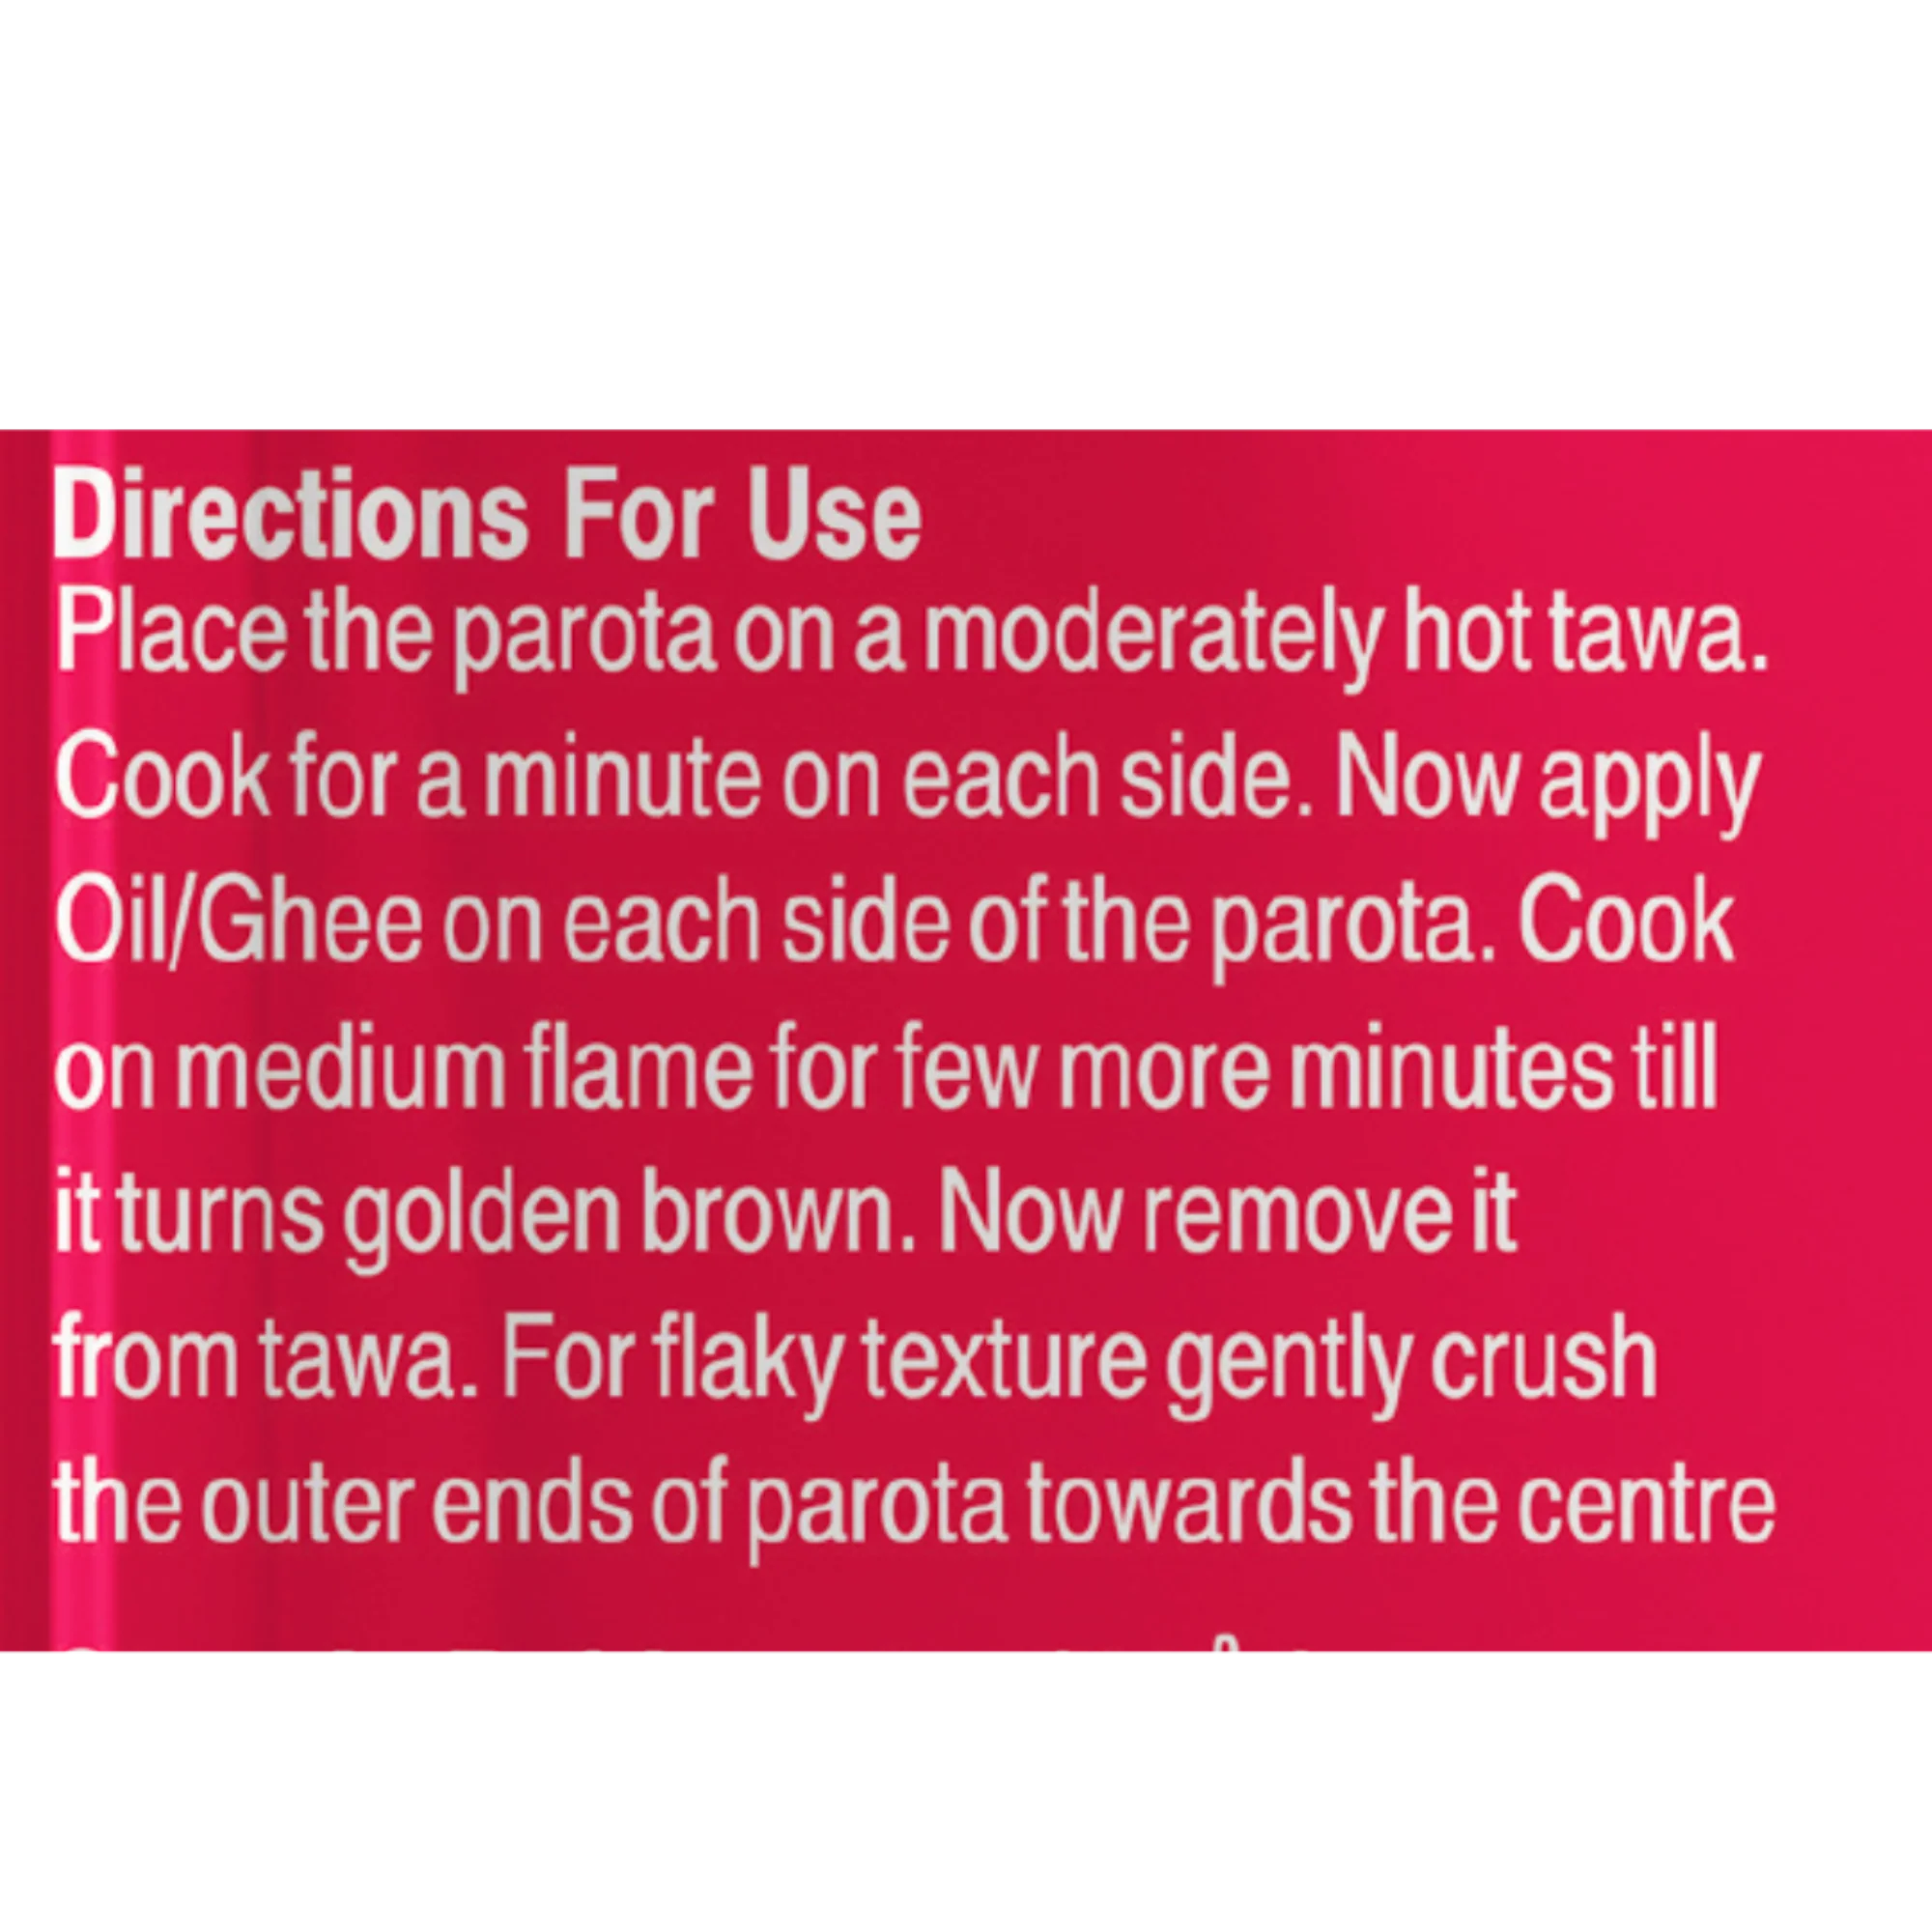 Directions For Use
Place the parota on a moderately hot tawa.
Cook for a minute on each side. Now apply
Oil/Ghee on each side of the parota. Cook
on medium flame for few more minutes till
it turns golden brown. Now remove it
from tawa. For flaky texture gently crush
the outer ends of parota towards the centre